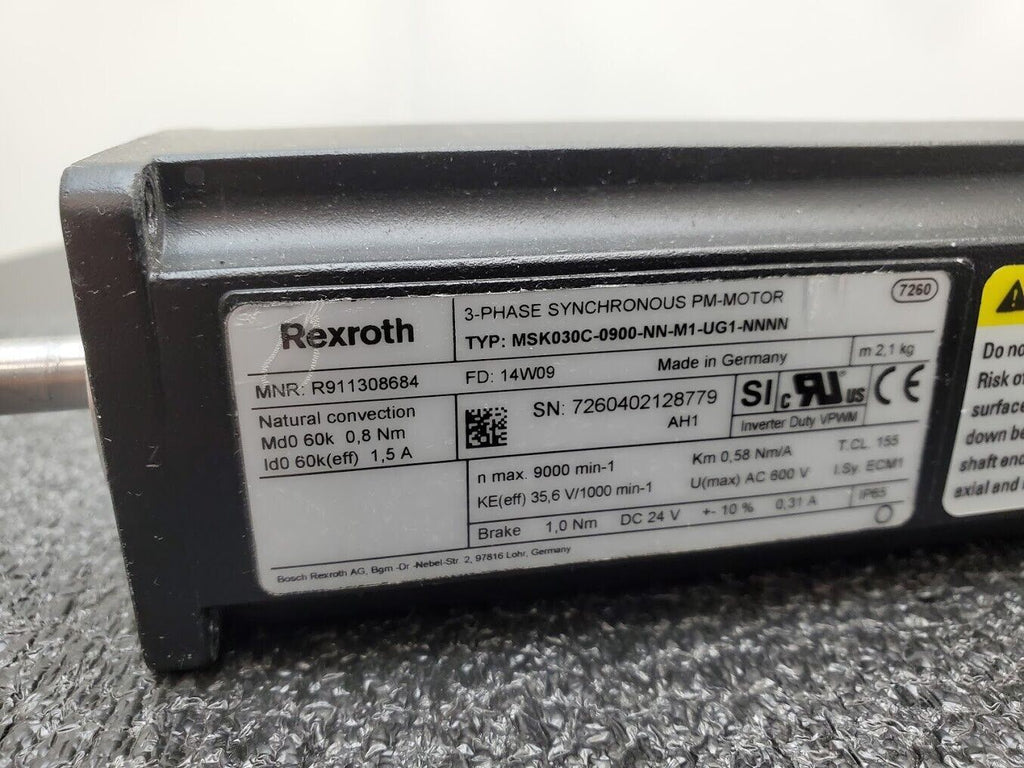 Rexroth
3-PHASE SYNCHRONOUS PM-MOTOR
7260
TYP: MSK030C-0900-NN-M1-UG1-NNNN
MNR: R911308684
FD: 14W09
Made in Germany
m 2,1 kg
Natural convection
Md0 60k 0,8 Nm
Id0 60k(eff) 1,5 A
SN: 7260402128779
AH1
SI c RU US CE
Inverter Duty VPWM
n max. 9000 min-1
Km 0,58 Nm/A
T.CL. 155
KE(eff) 35,6 V/1000 min-1
U(max) AC 600 V
I.Sy. ECM1
Brake 1,0 Nm DC 24 V +- 10 % 0,31 A
IP65
Bosch Rexroth AG, Bgm.-Dr.-Nebel-Str. 2, 97816 Lohr, Germany
Do no
Risk of
surface
down be
shaft end
axial and